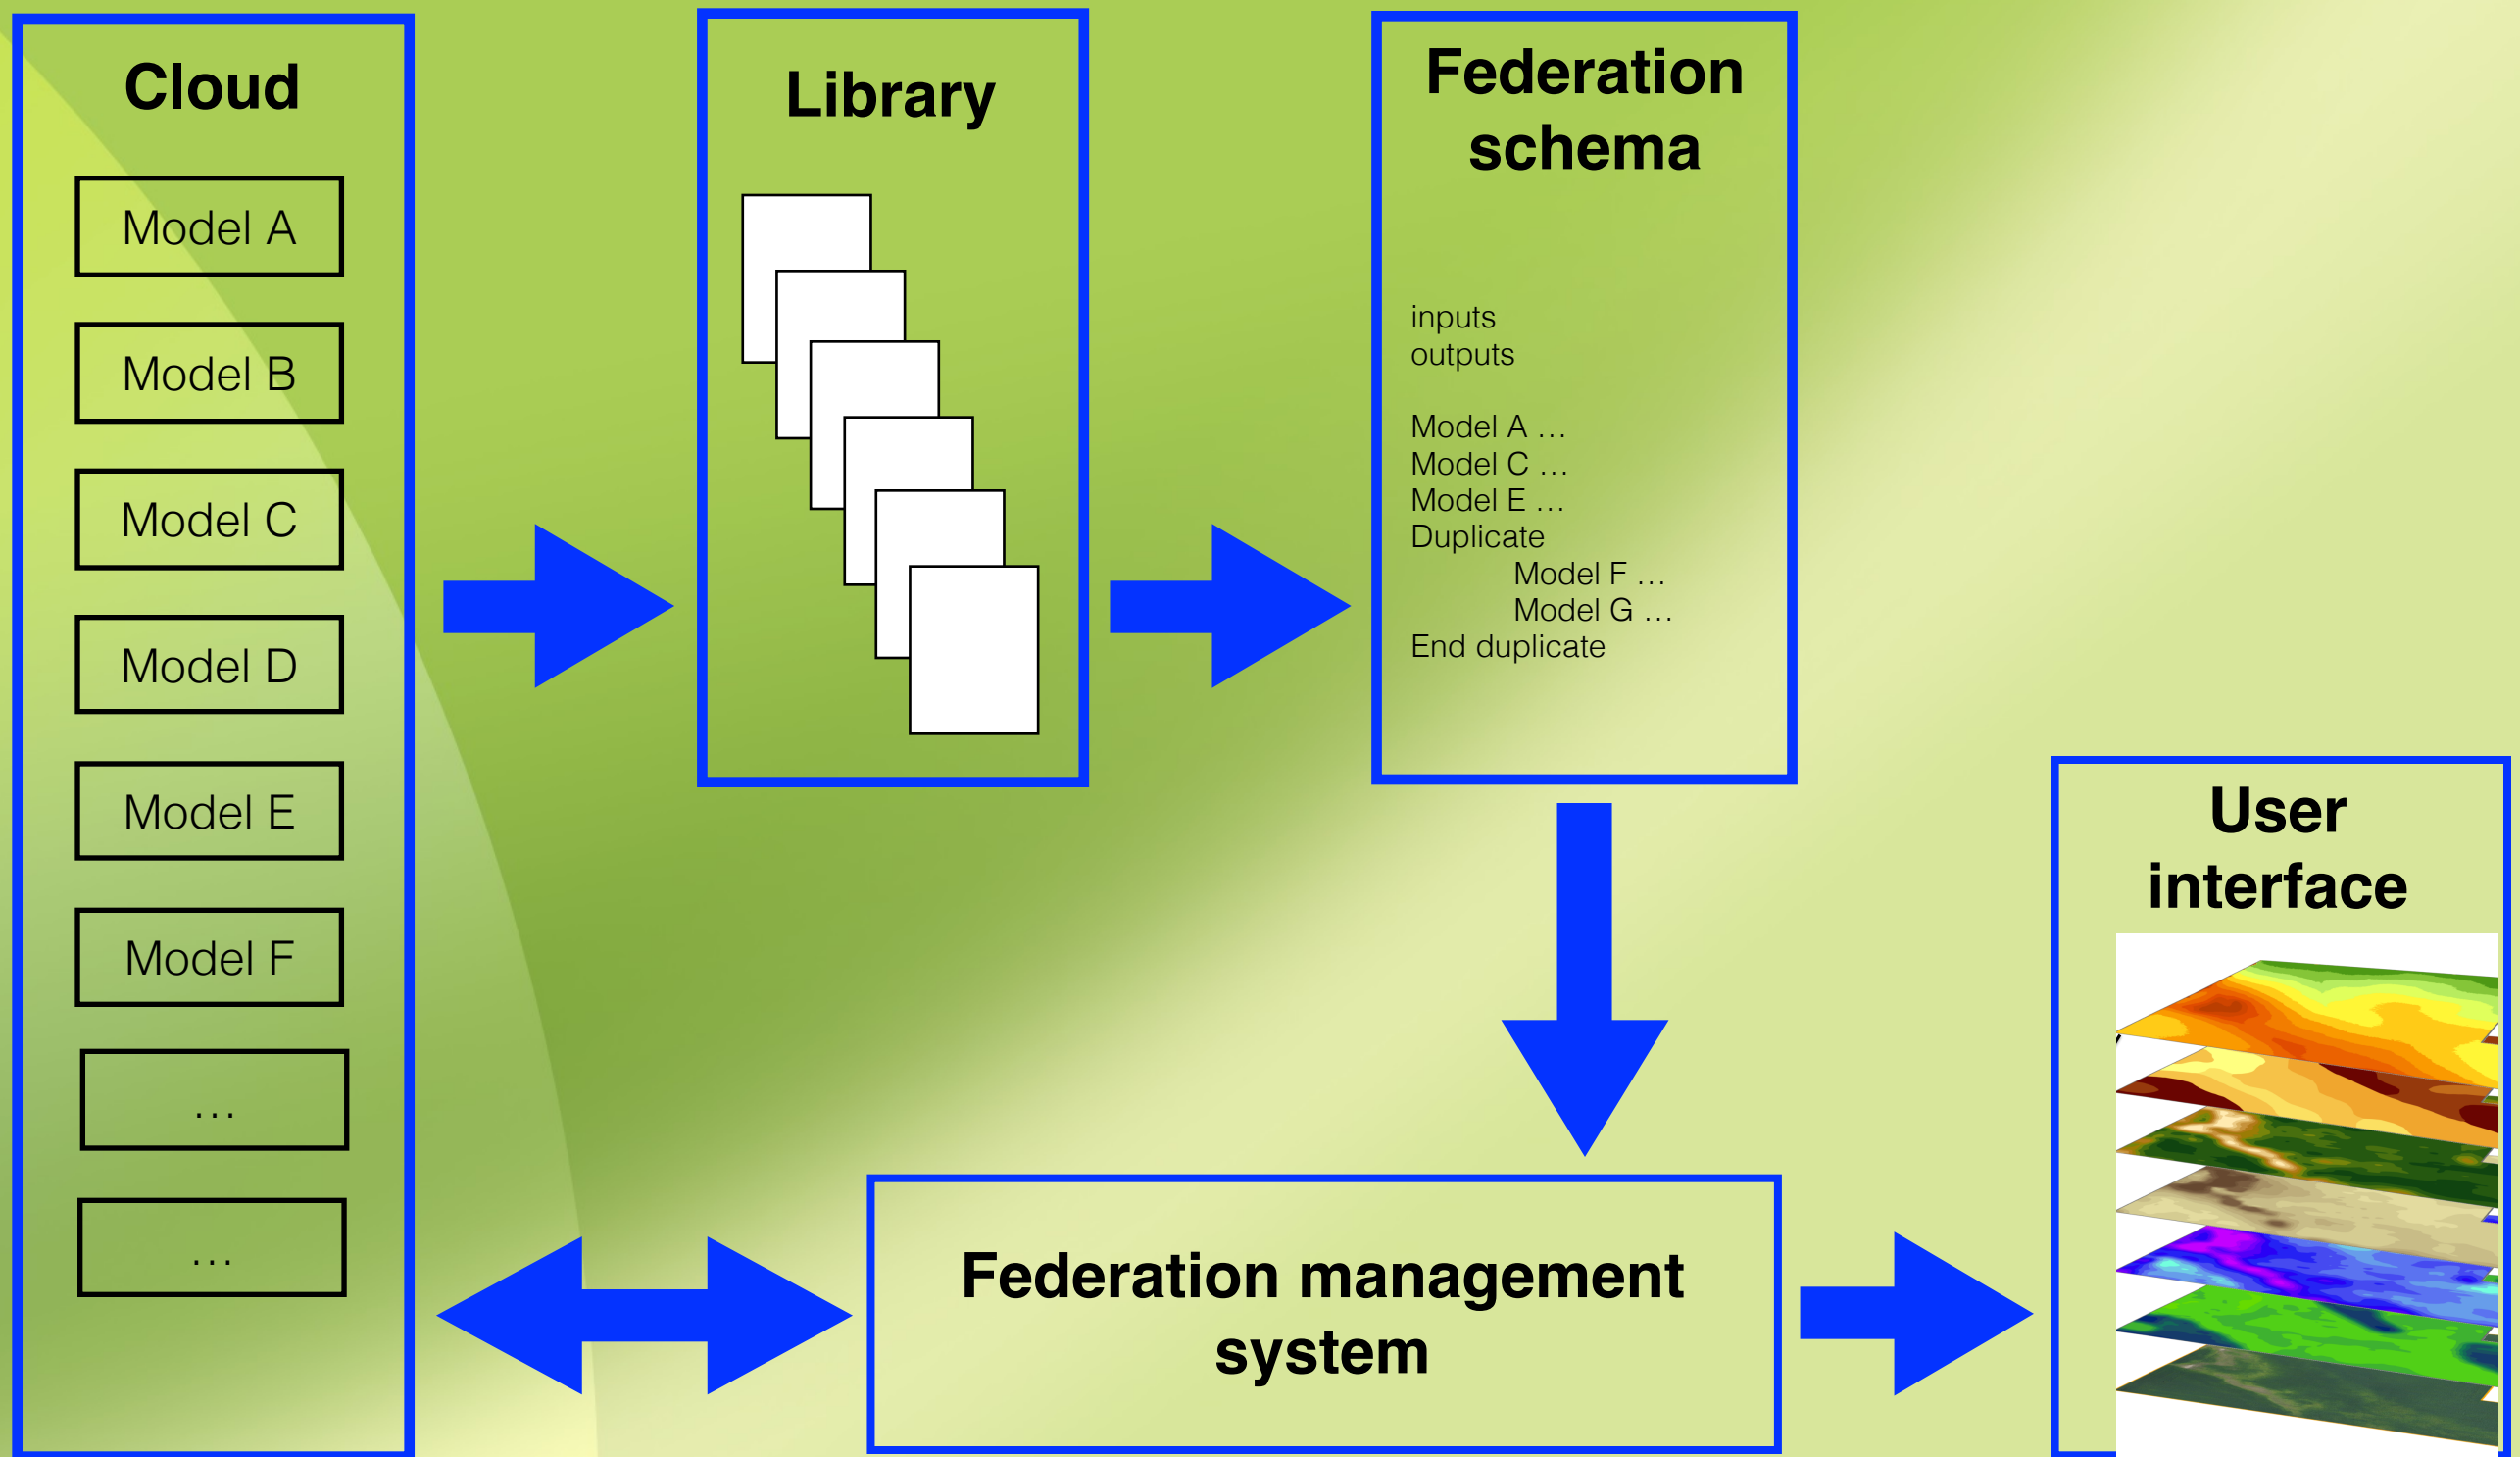 Cloud
Model A
Model B
Model C
Model D
Model E
Model F
…
…
Library
Federation
schema
inputs
outputs
Model A …
Model C …
Model E …
Duplicate
Model F …
Model G …
End duplicate
Federation management
system
User
interface